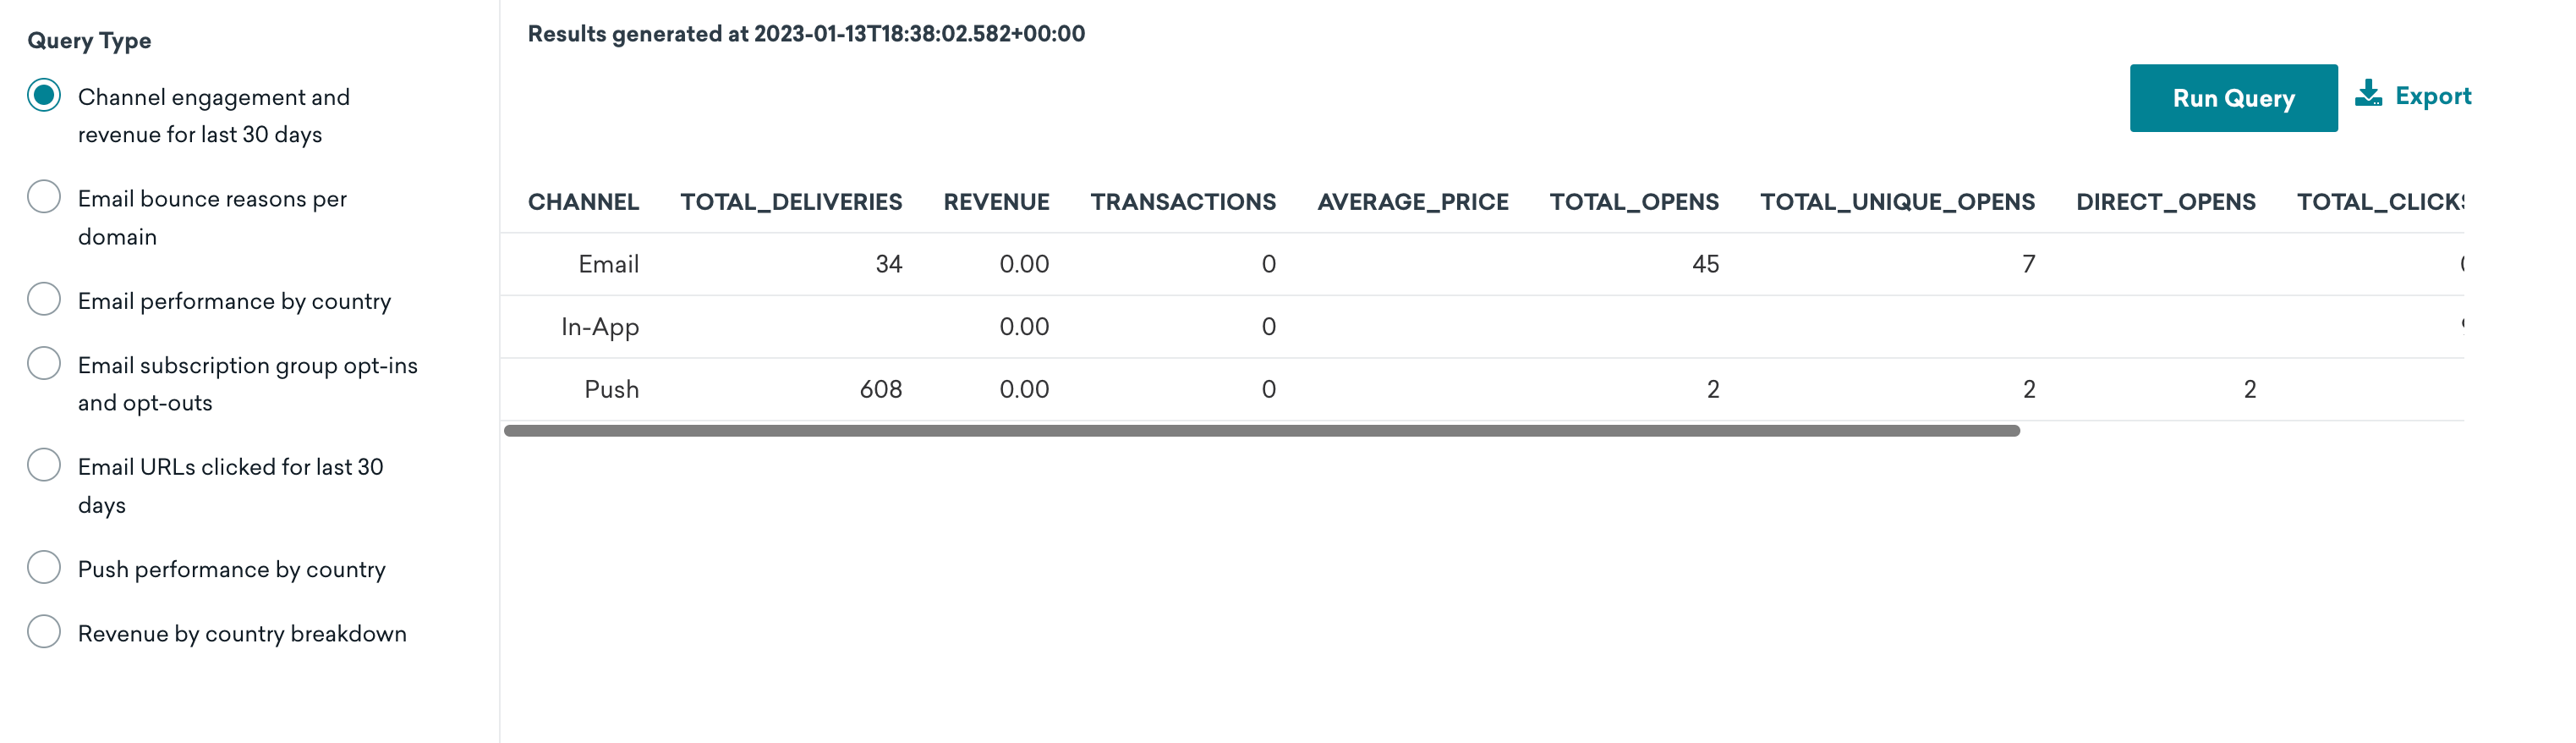 Query Type
Channel engagement and
revenue for last 30 days
Email bounce reasons per
domain
Email performance by country
Email subscription group opt-ins
and opt-outs
Email URLs clicked for last 30
days
Push performance by country
Revenue by country breakdown
Results generated at 2023-01-13T18:38:02.582+00:00
Run Query Export
CHANNEL TOTAL_DELIVERIES REVENUE TRANSACTIONS AVERAGE_PRICE TOTAL_OPENS TOTAL_UNIQUE_OPENS DIRECT_OPENS TOTAL_CLICKS
Email 34 0.00 0 45 7
In-App 0.00 0
Push 608 0.00 0 2 2 2